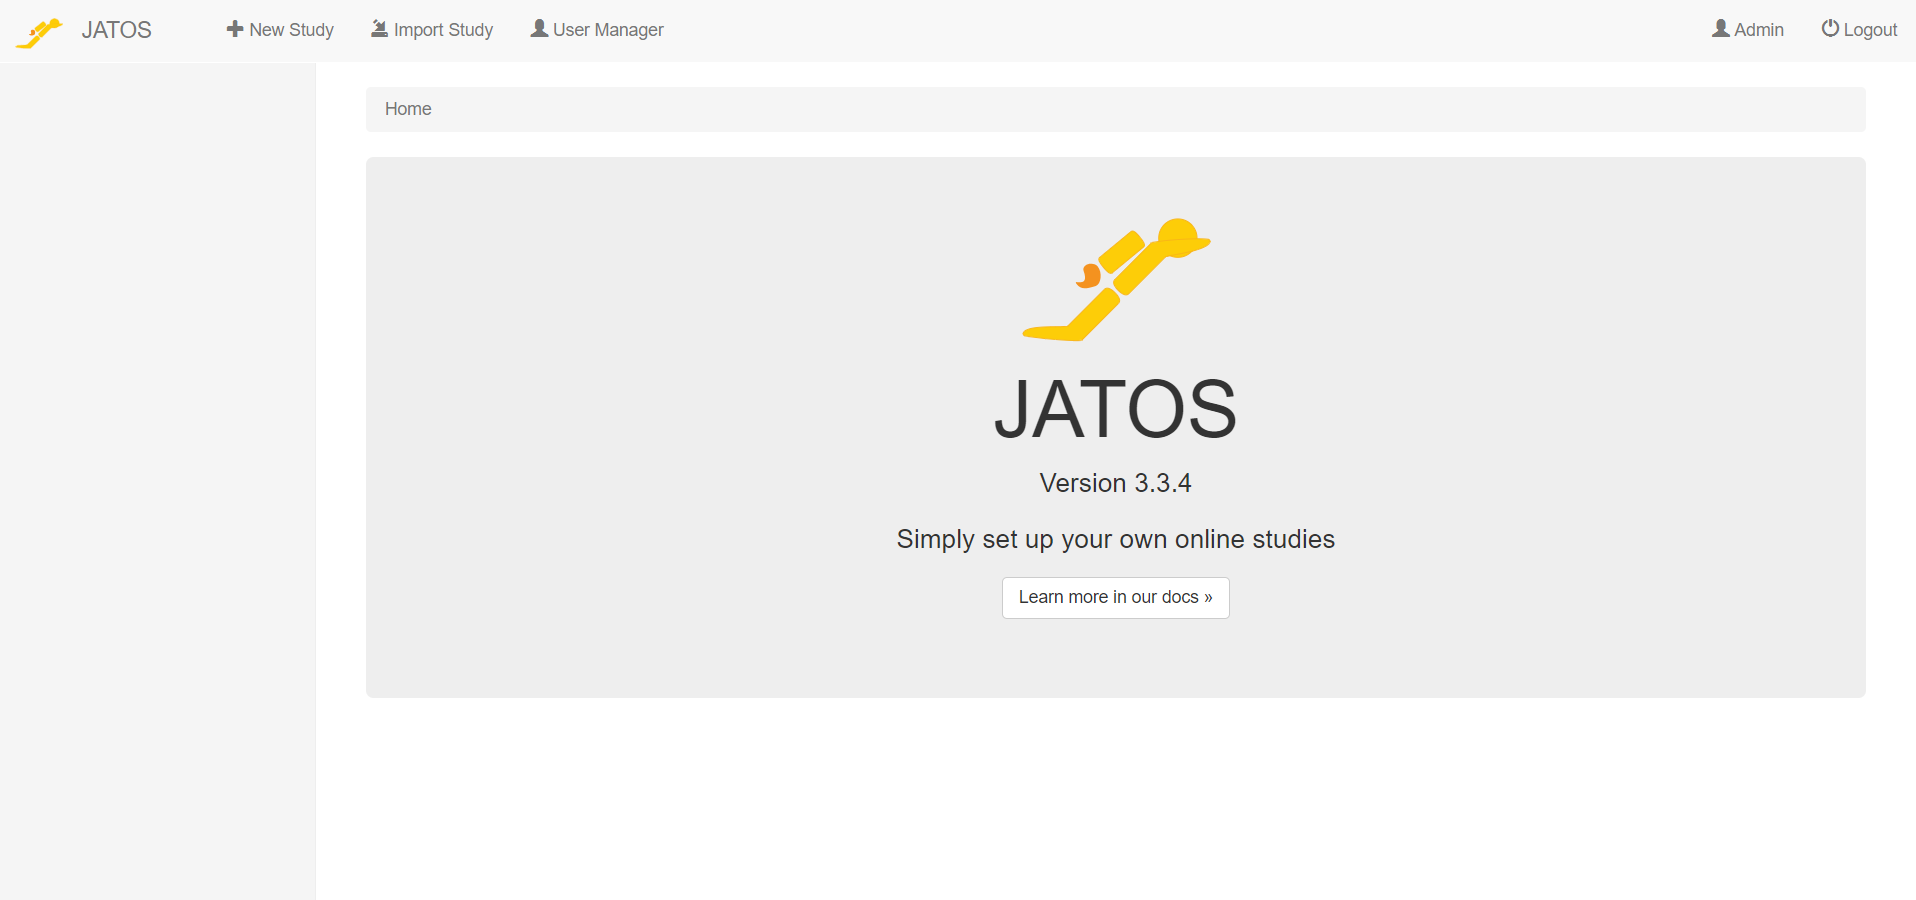 JATOS New Study Import Study User Manager Admin Logout
Home
JATOS
Version 3.3.4
Simply set up your own online studies
Learn more in our docs »